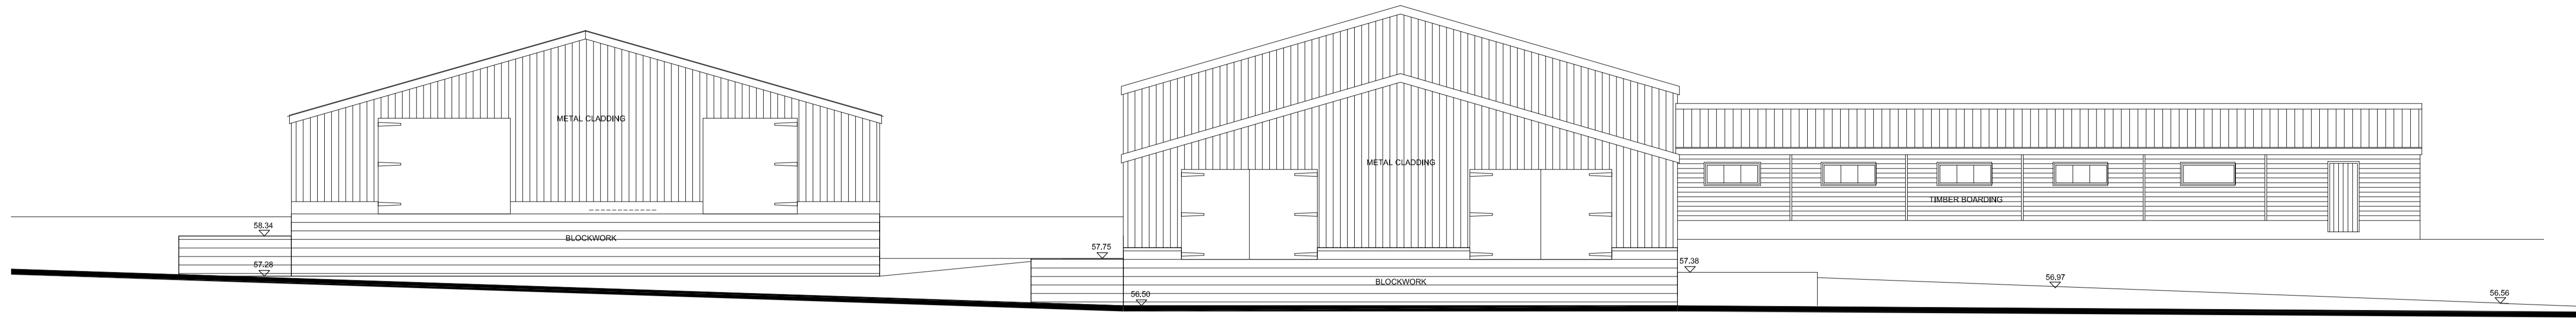 METAL CLADDING
58.34
BLOCKWORK
57.28
57.75
METAL CLADDING
57.38
BLOCKWORK
56.50
TIMBER BOARDING
56.97
56.56